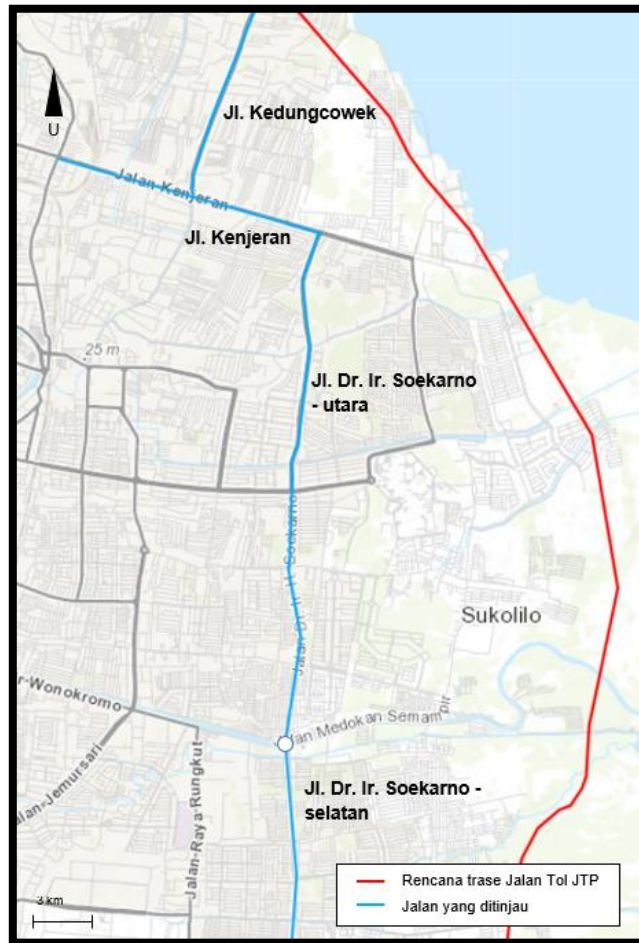 Jl. Kedungcowek
U
Jalan-Kenjeran
Jl. Kenjeran
25 m
Jl. Dr. Ir. Soekarno
- utara
Jalan Dr. Ir. H. Soekarno
Sukolilo
r-Wonokromo
Jalan Medokan Semampir
alan-Jemursari
Jalan-Raya-Rungkut
Jl. Dr. Ir. Soekarno -
selatan
Rencana trase Jalan Tol JTP
Jalan yang ditinjau
3 km